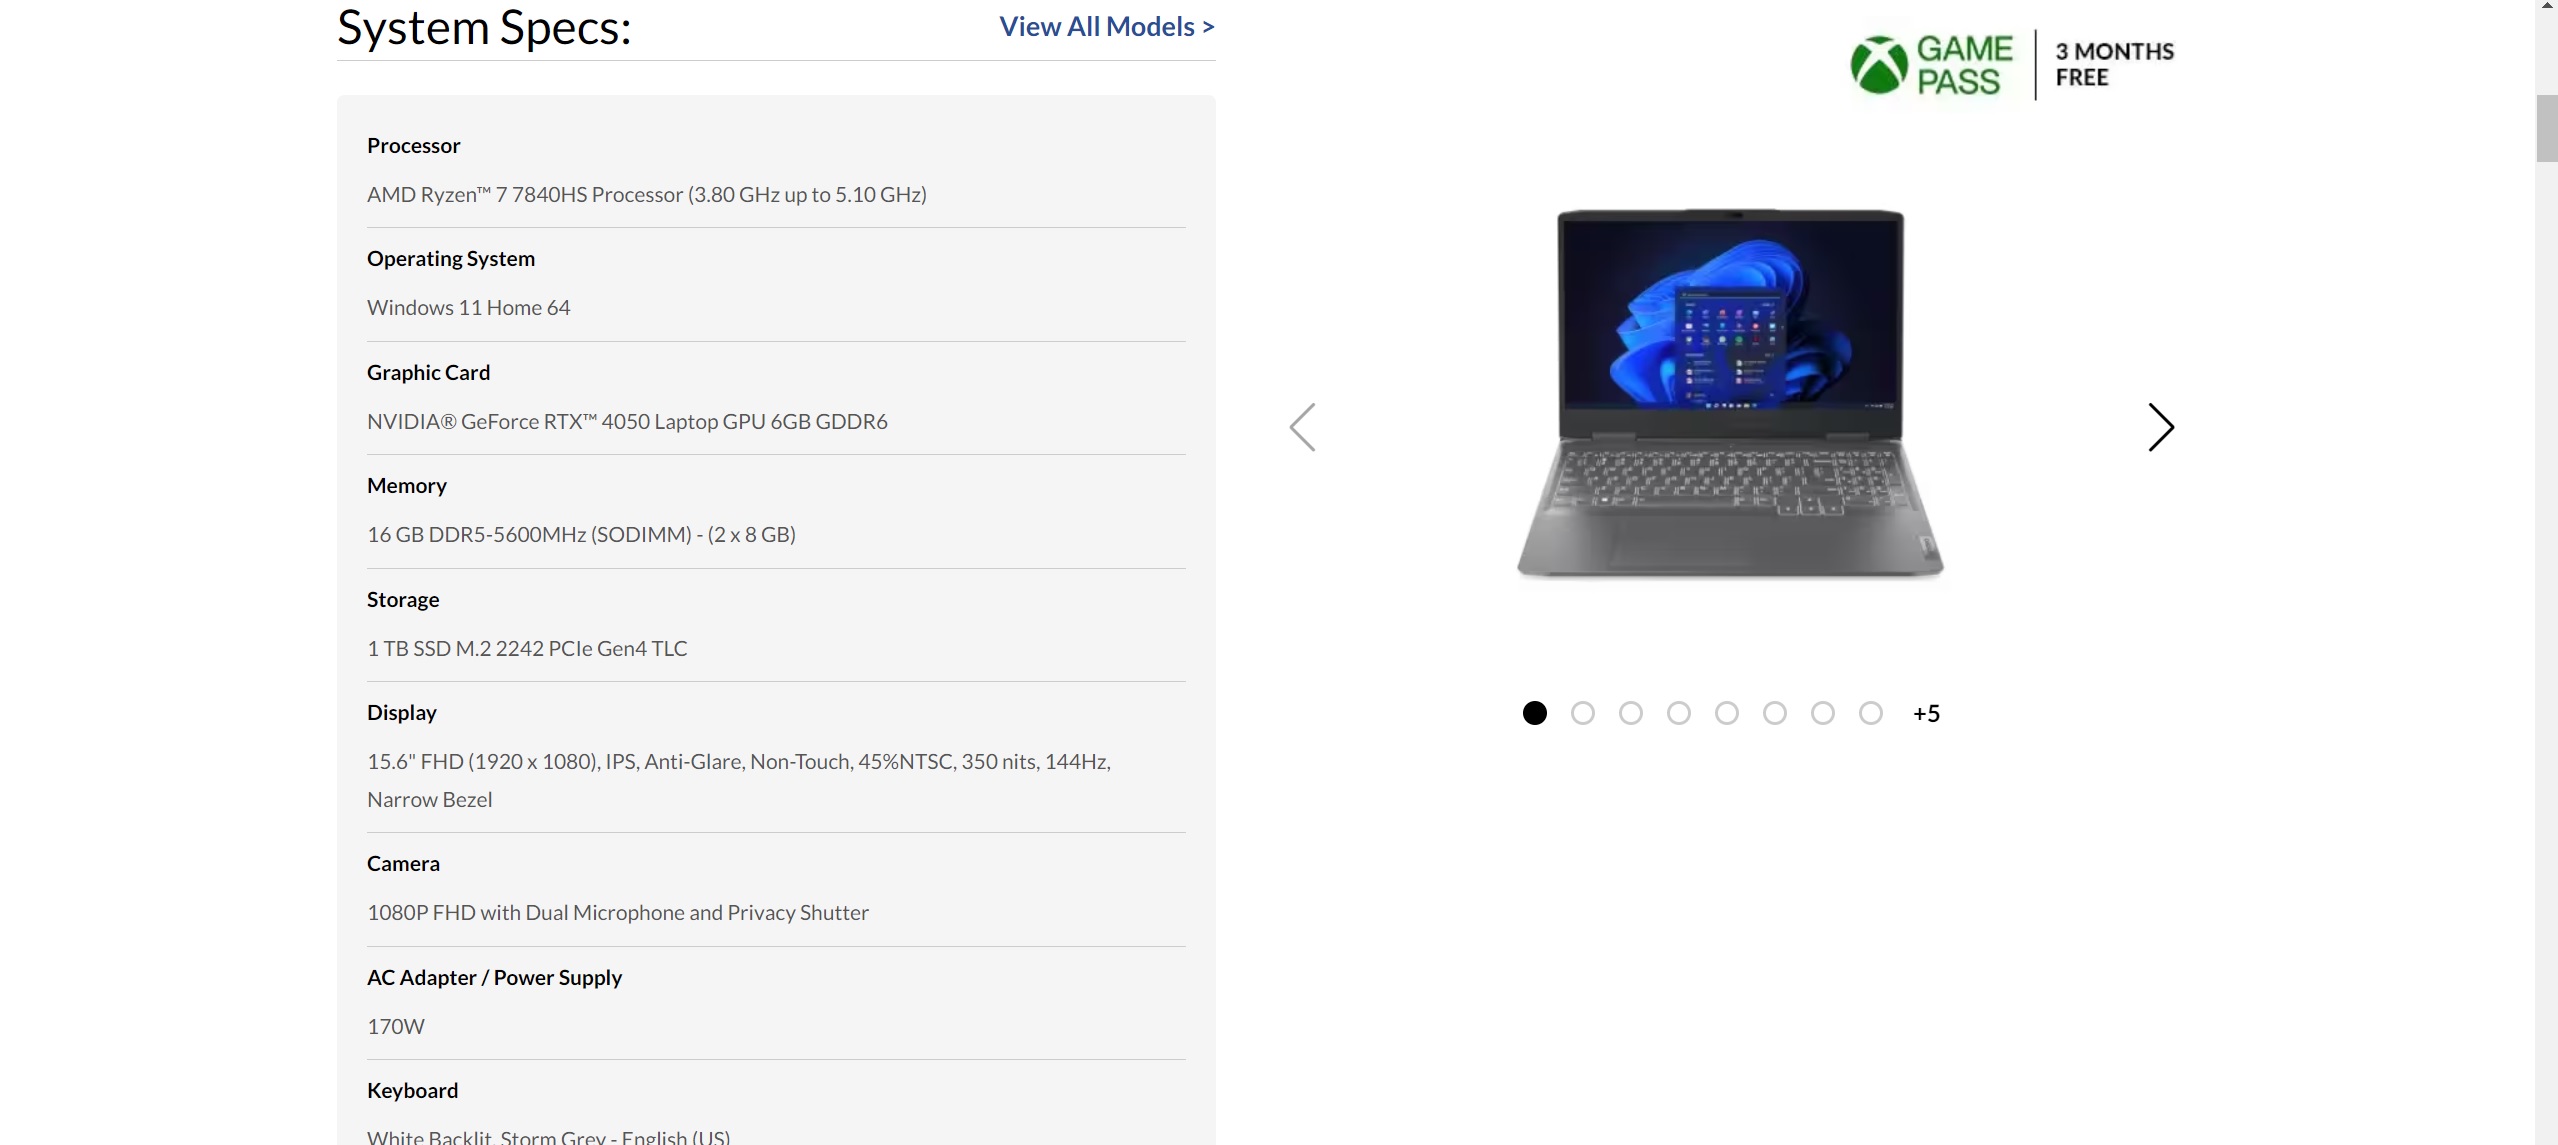 System Specs:
View All Models >
Processor
AMD Ryzen™ 7 7840HS Processor (3.80 GHz up to 5.10 GHz)
Operating System
Windows 11 Home 64
Graphic Card
NVIDIA® GeForce RTX™ 4050 Laptop GPU 6GB GDDR6
Memory
16 GB DDR5-5600MHz (SODIMM) - (2 x 8 GB)
Storage
1 TB SSD M.2 2242 PCIe Gen4 TLC
Display
15.6" FHD (1920 x 1080), IPS, Anti-Glare, Non-Touch, 45%NTSC, 350 nits, 144Hz,
Narrow Bezel
Camera
1080P FHD with Dual Microphone and Privacy Shutter
AC Adapter / Power Supply
170W
Keyboard
White Backlit, Storm Grey - English (US)
GAME
PASS
3 MONTHS
FREE
+5